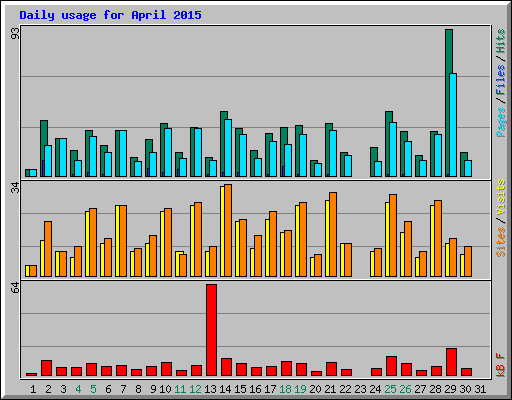 Daily usage for April 2015
93
Pages / Files / Hits
34
Sites / Visits
64
kB F
1 2 3 4 5 6 7 8 9 10 11 12 13 14 15 16 17 18 19 20 21 22 23 24 25 26 27 28 29 30 31